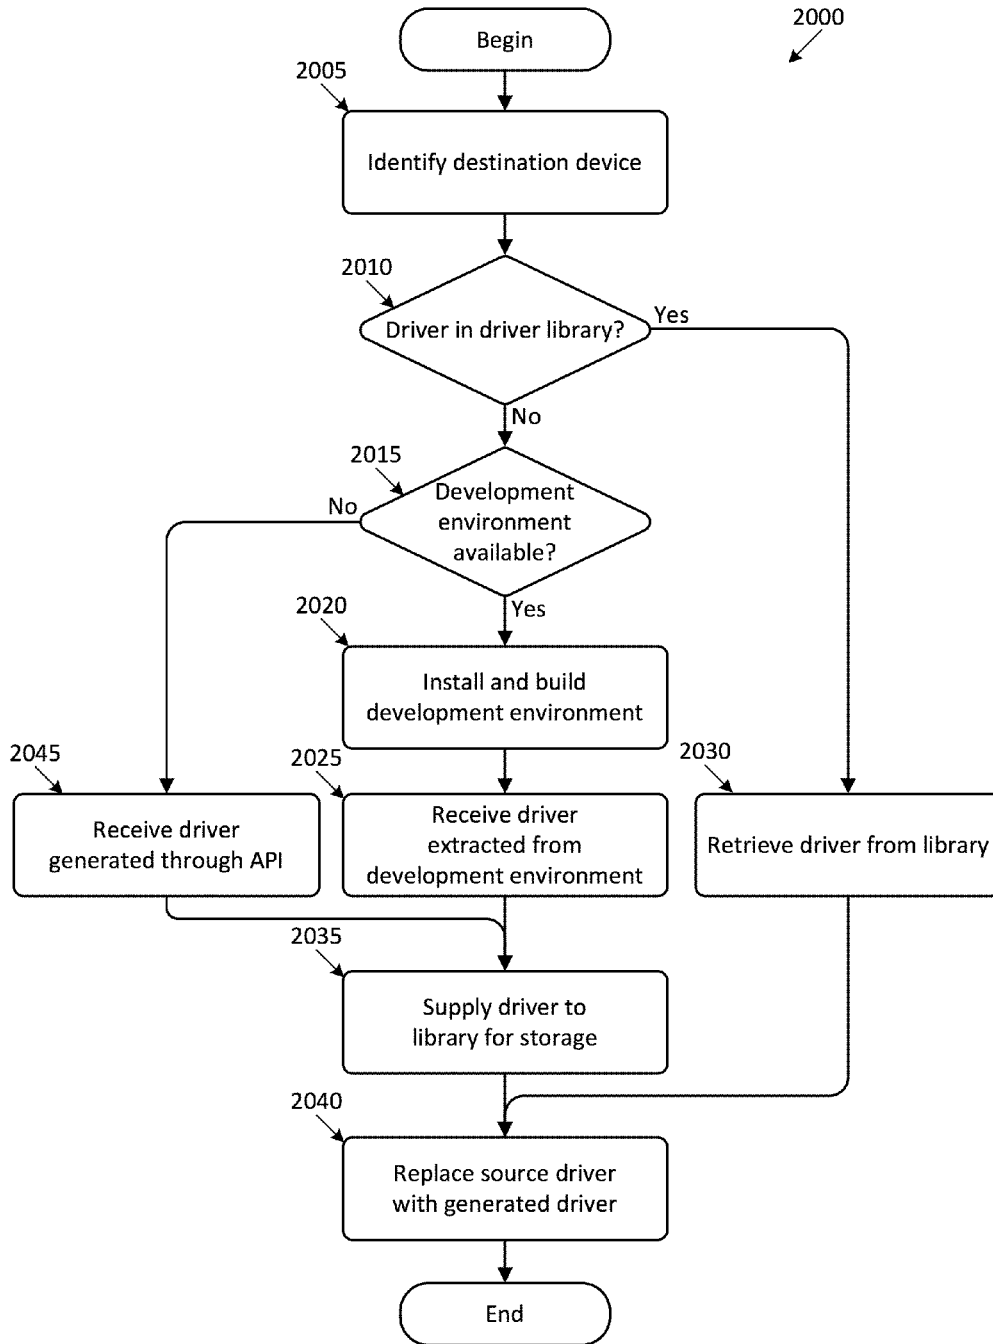 2000
Begin
2005
Identify destination device
2010
Driver in driver library?
Yes
No
2015
Development
environment
available?
No
Yes
2020
Install and build
development environment
2045
Receive driver
generated through API
2025
Receive driver
extracted from
development environment
2030
Retrieve driver from library
2035
Supply driver to
library for storage
2040
Replace source driver
with generated driver
End